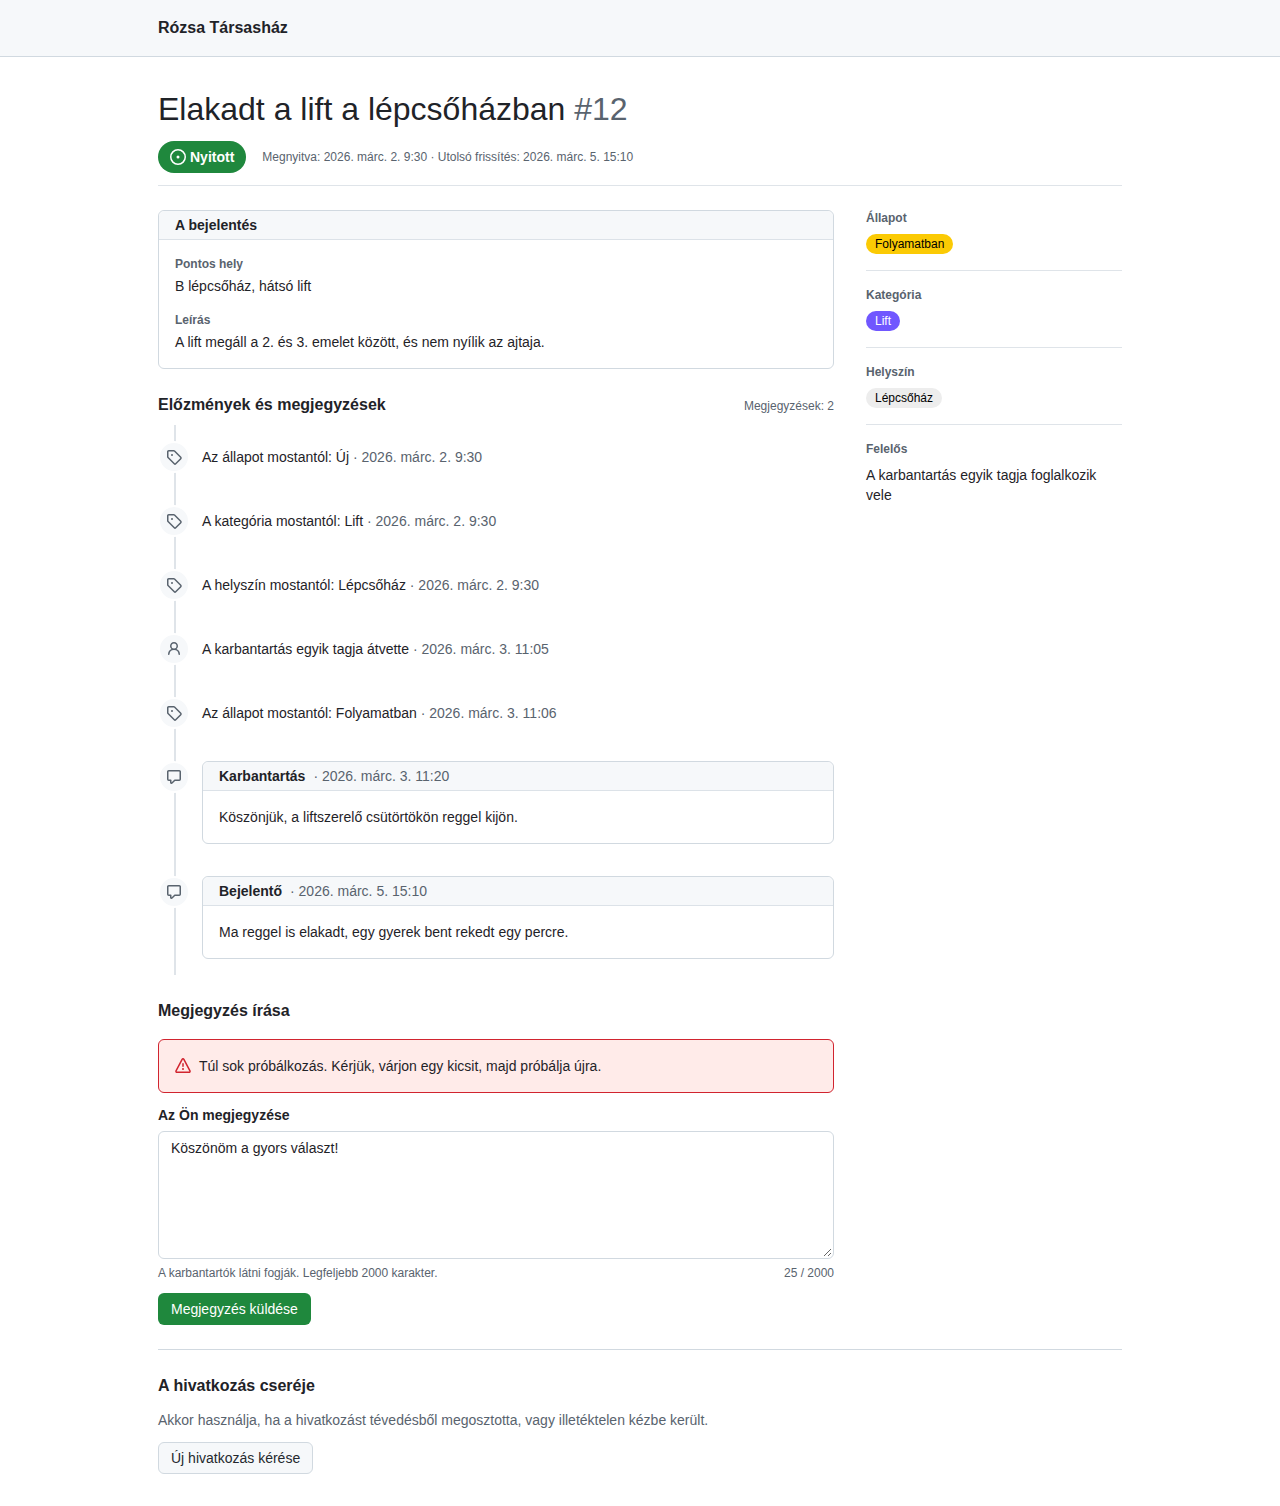 Rózsa Társasház
Elakadt a lift a lépcsőházban #12
Nyitott
Megnyitva: 2026. márc. 2. 9:30 · Utolsó frissítés: 2026. márc. 5. 15:10
A bejelentés
Pontos hely
B lépcsőház, hátsó lift
Leírás
A lift megáll a 2. és 3. emelet között, és nem nyílik az ajtaja.
Állapot
Folyamatban
Kategória
Lift
Helyszín
Lépcsőház
Felelős
A karbantartás egyik tagja foglalkozik
vele
Előzmények és megjegyzések
Megjegyzések: 2
Az állapot mostantól: Új · 2026. márc. 2. 9:30
A kategória mostantól: Lift · 2026. márc. 2. 9:30
A helyszín mostantól: Lépcsőház · 2026. márc. 2. 9:30
A karbantartás egyik tagja átvette · 2026. márc. 3. 11:05
Az állapot mostantól: Folyamatban · 2026. márc. 3. 11:06
Karbantartás · 2026. márc. 3. 11:20
Köszönjük, a liftszerelő csütörtökön reggel kijön.
Bejelentő · 2026. márc. 5. 15:10
Ma reggel is elakadt, egy gyerek bent rekedt egy percre.
Megjegyzés írása
Túl sok próbálkozás. Kérjük, várjon egy kicsit, majd próbálja újra.
Az Ön megjegyzése
Köszönöm a gyors választ!
A karbantartók látni fogják. Legfeljebb 2000 karakter.
25 / 2000
Megjegyzés küldése
A hivatkozás cseréje
Akkor használja, ha a hivatkozást tévedésből megosztotta, vagy illetéktelen kézbe került.
Új hivatkozás kérése